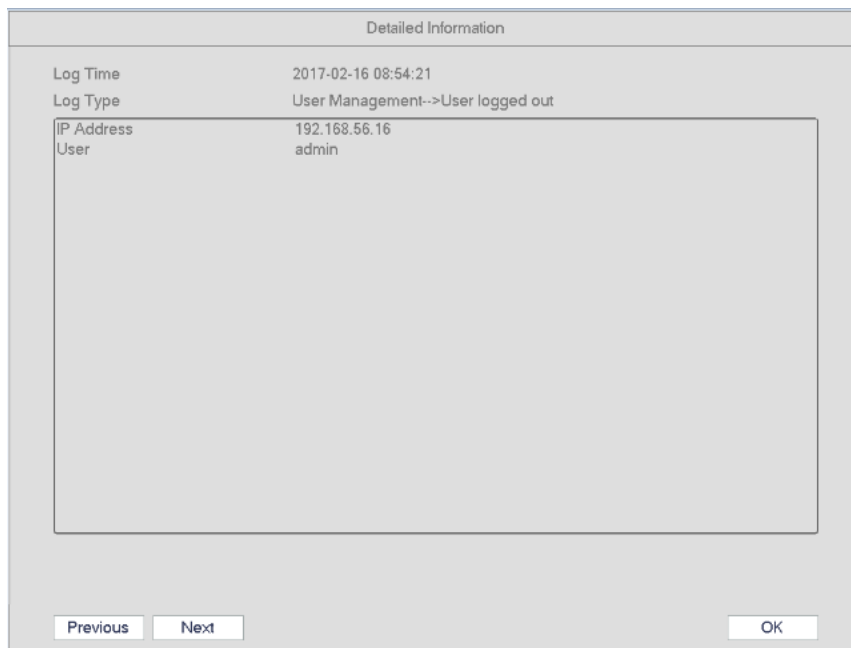 Detailed Information
Log Time 2017-02-16 08:54:21
Log Type User Management-->User logged out
IP Address 192.168.56.16
User admin
Previous Next OK